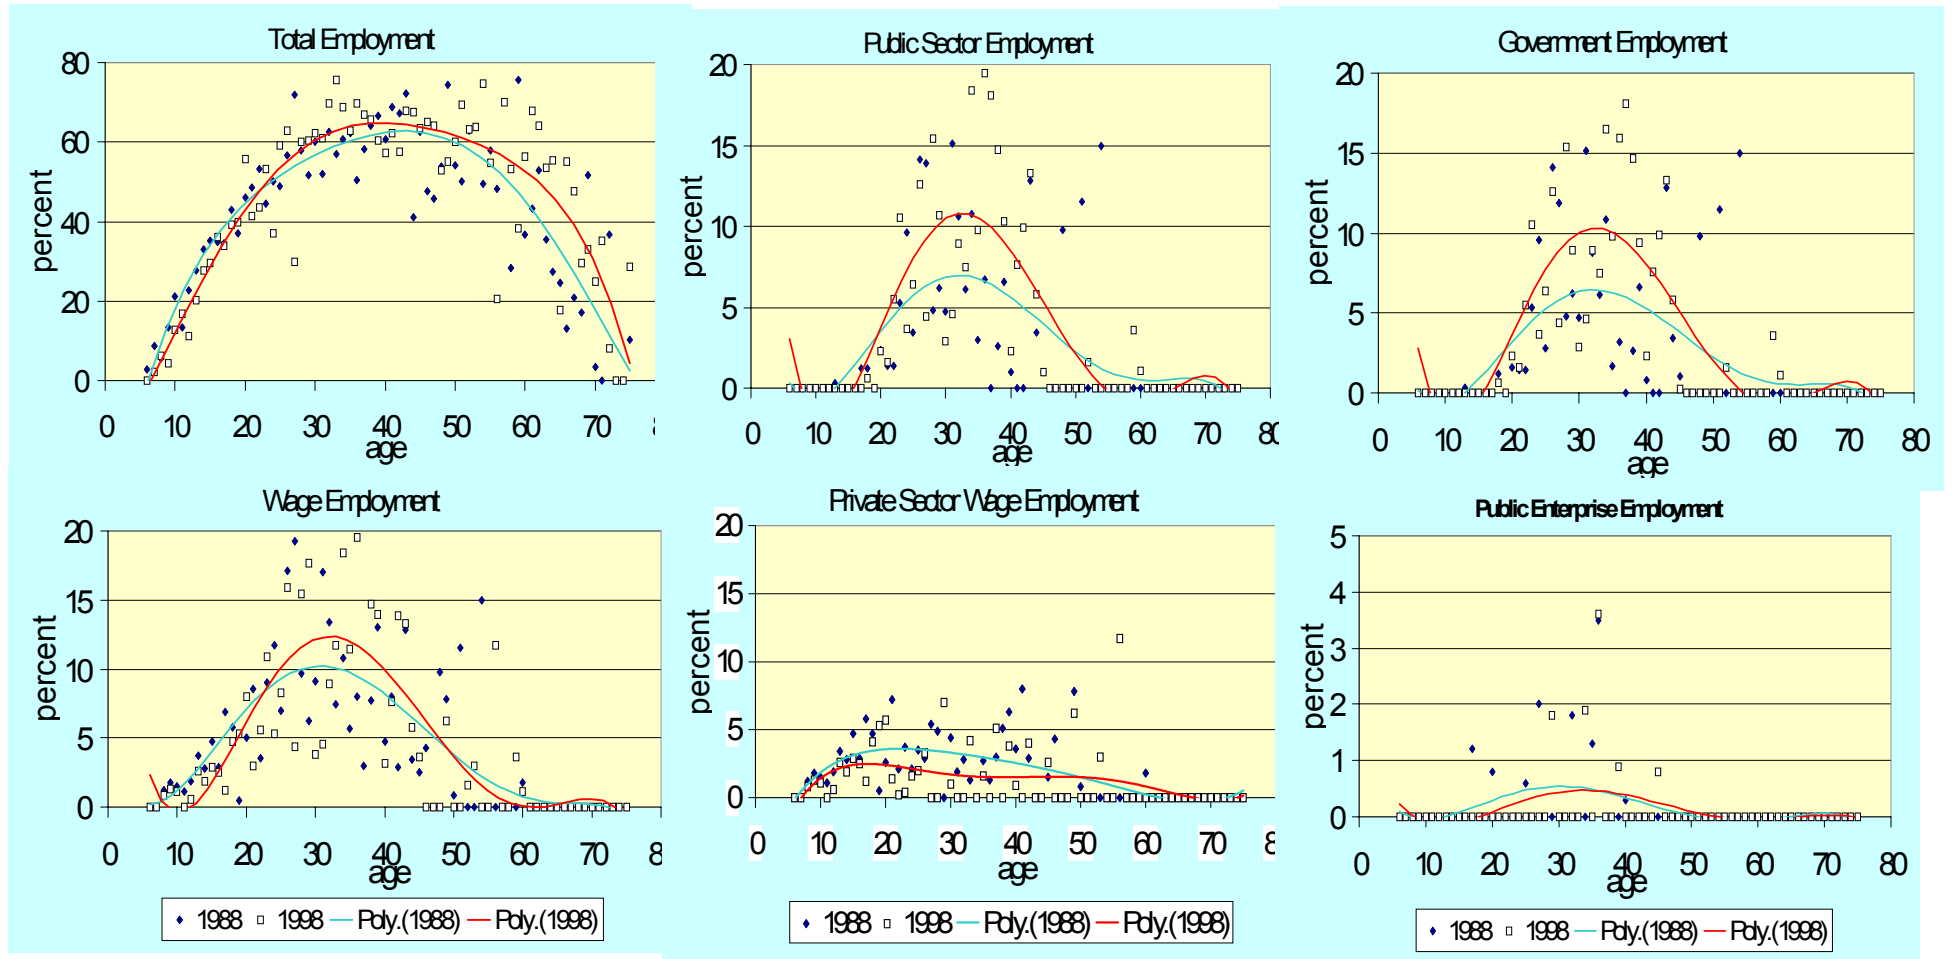 Total Employment
80
60
40
20
0
percent
0 10 20 30 40 50 60 70
age
Public Sector Employment
20
15
10
5
0
percent
0 10 20 30 40 50 60 70 80
age
Government Employment
20
15
10
5
0
percent
0 10 20 30 40 50 60 70 80
age
Wage Employment
20
15
10
5
0
percent
0 10 20 30 40 50 60 70 8
age
1988 1998 Poly.(1988) Poly.(1998)
Private Sector Wage Employment
20
15
10
5
0
percent
0 10 20 30 40 50 60 70 8
age
1988 1998 Poly.(1988) Poly.(1998)
Public Enterprise Employment
5
4
3
2
1
0
percent
0 10 20 30 40 50 60 70 80
age
1988 1998 Poly.(1988) Poly.(1998)